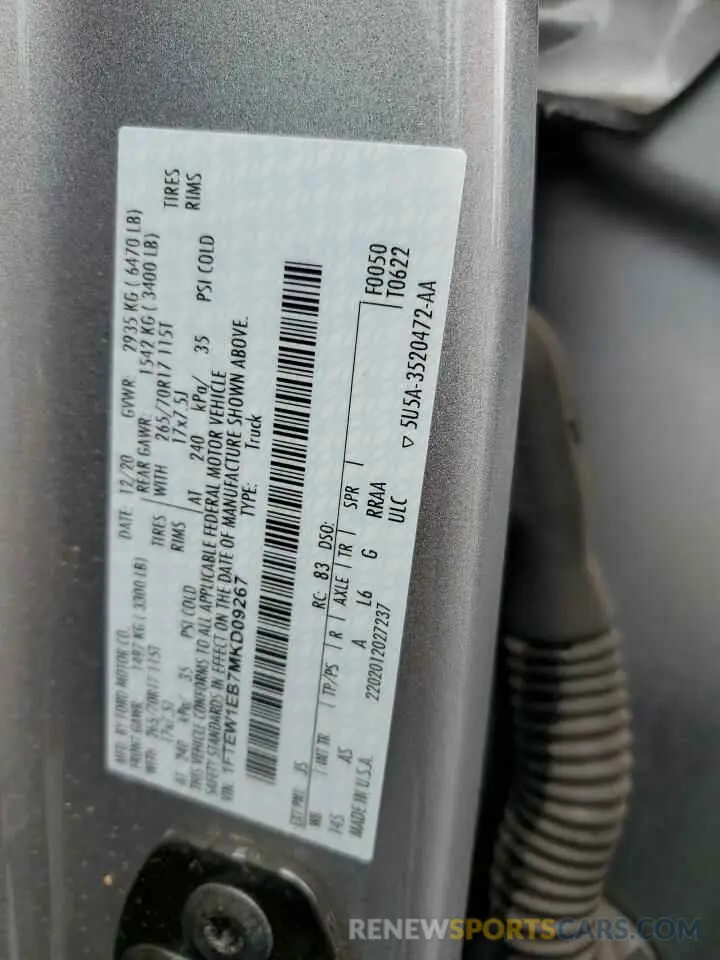 MFD. BY FORD MOTOR CO. DATE: 12/20 GVWR: 2935 KG ( 6470 LB)
FRONT GAWR: 1497 KG ( 3300 LB) REAR GAWR: 1542 KG ( 3400 LB)
WITH 265/70R17 115T TIRES WITH 265/70R17 115T TIRES
17x7.5J RIMS 17x7.5J RIMS
AT 240 kPa/ 35 PSI COLD AT 240 kPa/ 35 PSI COLD
THIS VEHICLE CONFORMS TO ALL APPLICABLE FEDERAL MOTOR VEHICLE
SAFETY STANDARDS IN EFFECT ON THE DATE OF MANUFACTURE SHOWN ABOVE.
VIN: 1FTEW1EB7MKD09267 TYPE: Truck
EXT PNT: JS RC: 83 DSO: F0050
WB INT TR TP/PS R AXLE TR SPR T0622
145 AS A L6 G RRAA
MADE IN U.S.A. 2202012027237 ULC ▽ 5U5A-3520472-AA
RENEWSPORTSCARS.COM